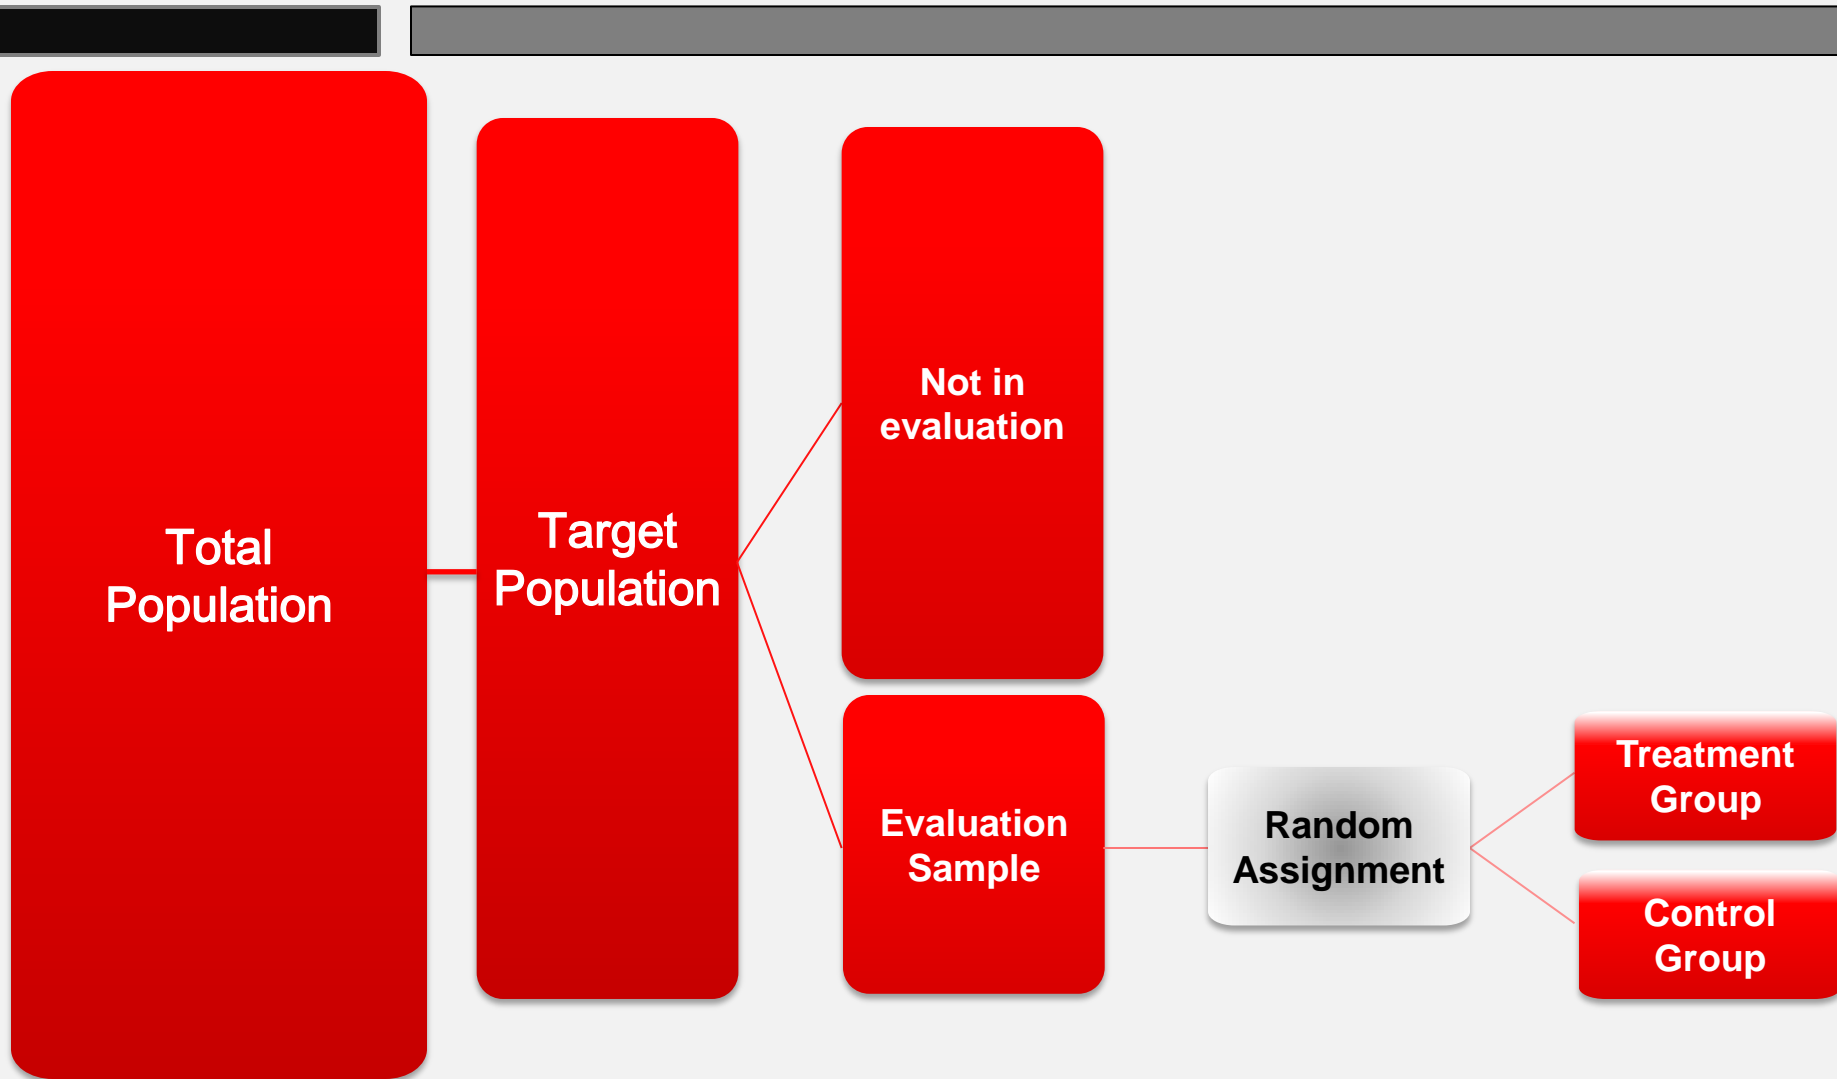 Total
Population
Target
Population
Not in
evaluation
Evaluation
Sample
Random
Assignment
Treatment
Group
Control
Group